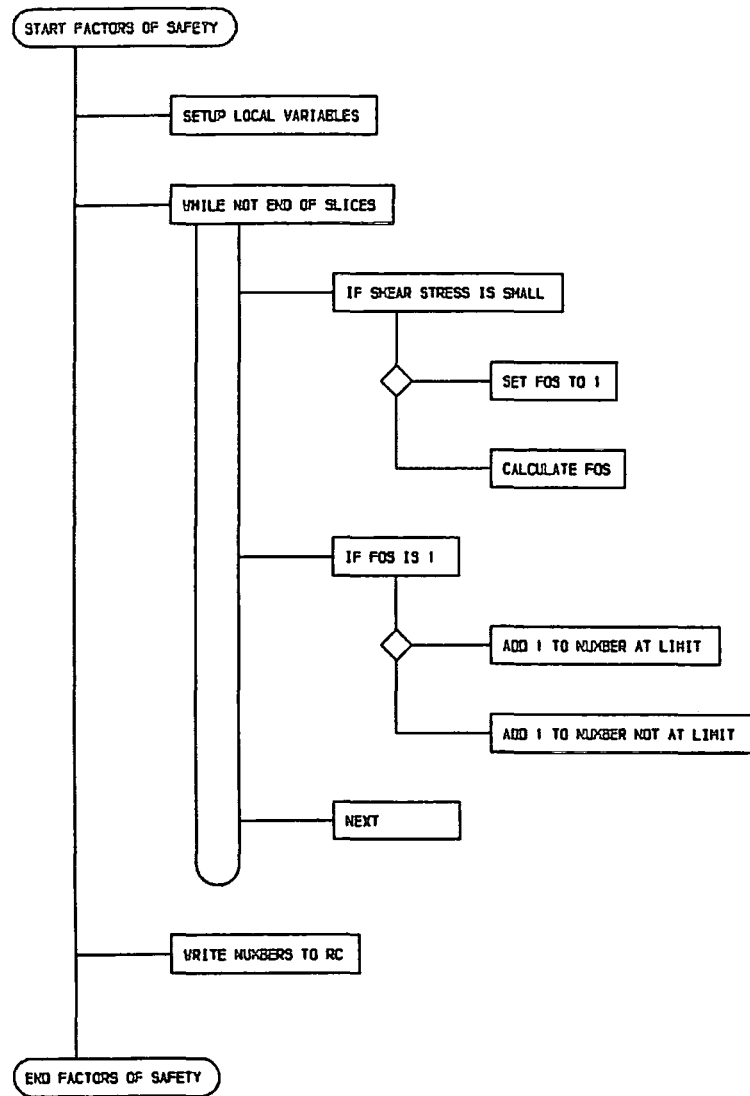 START FACTORS OF SAFETY
SETUP LOCAL VARIABLES
WHILE NOT END OF SLICES
IF SHEAR STRESS IS SMALL
SET FOS TO 1
CALCULATE FOS
IF FOS IS 1
ADD 1 TO NUMBER AT LIMIT
ADD 1 TO NUMBER NOT AT LIMIT
NEXT
WRITE NUMBERS TO RC
END FACTORS OF SAFETY